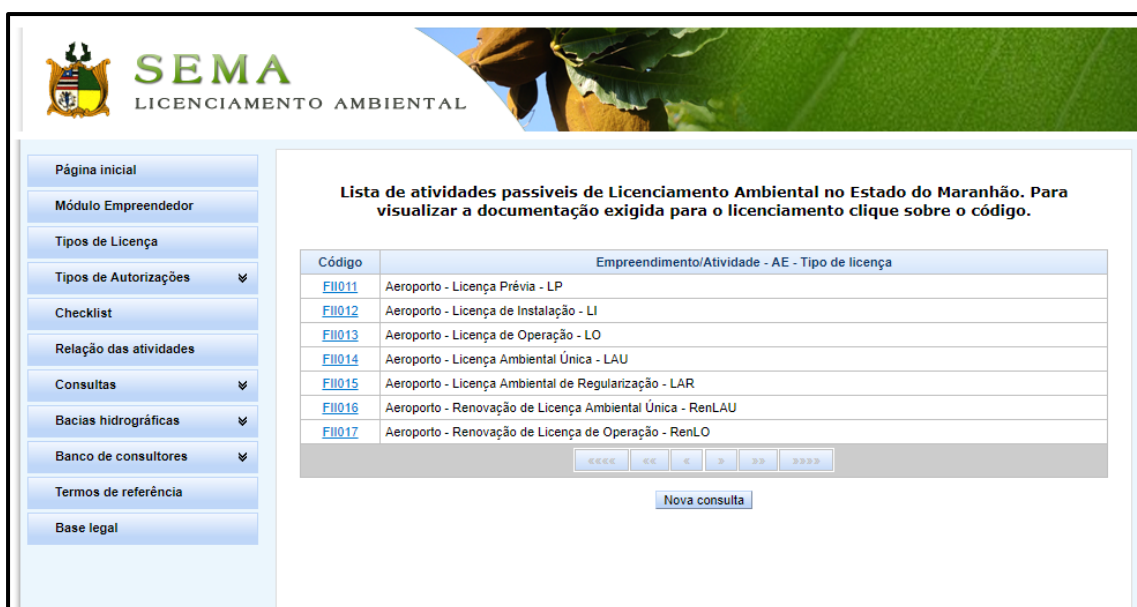 SEMA
LICENCIAMENTO AMBIENTAL
Página inicial
Módulo Empreendedor
Tipos de Licença
Tipos de Autorizações
Checklist
Relação das atividades
Consultas
Bacias hidrográficas
Banco de consultores
Termos de referência
Base legal
Lista de atividades passiveis de Licenciamento Ambiental no Estado do Maranhão. Para
visualizar a documentação exigida para o licenciamento clique sobre o código.
Código Empreendimento/Atividade - AE - Tipo de licença
FII011 Aeroporto - Licença Prévia - LP
FII012 Aeroporto - Licença de Instalação - LI
FII013 Aeroporto - Licença de Operação - LO
FII014 Aeroporto - Licença Ambiental Única - LAU
FII015 Aeroporto - Licença Ambiental de Regularização - LAR
FII016 Aeroporto - Renovação de Licença Ambiental Única - RenLAU
FII017 Aeroporto - Renovação de Licença de Operação - RenLO
«««« «« « » »» »»»»
Nova consulta